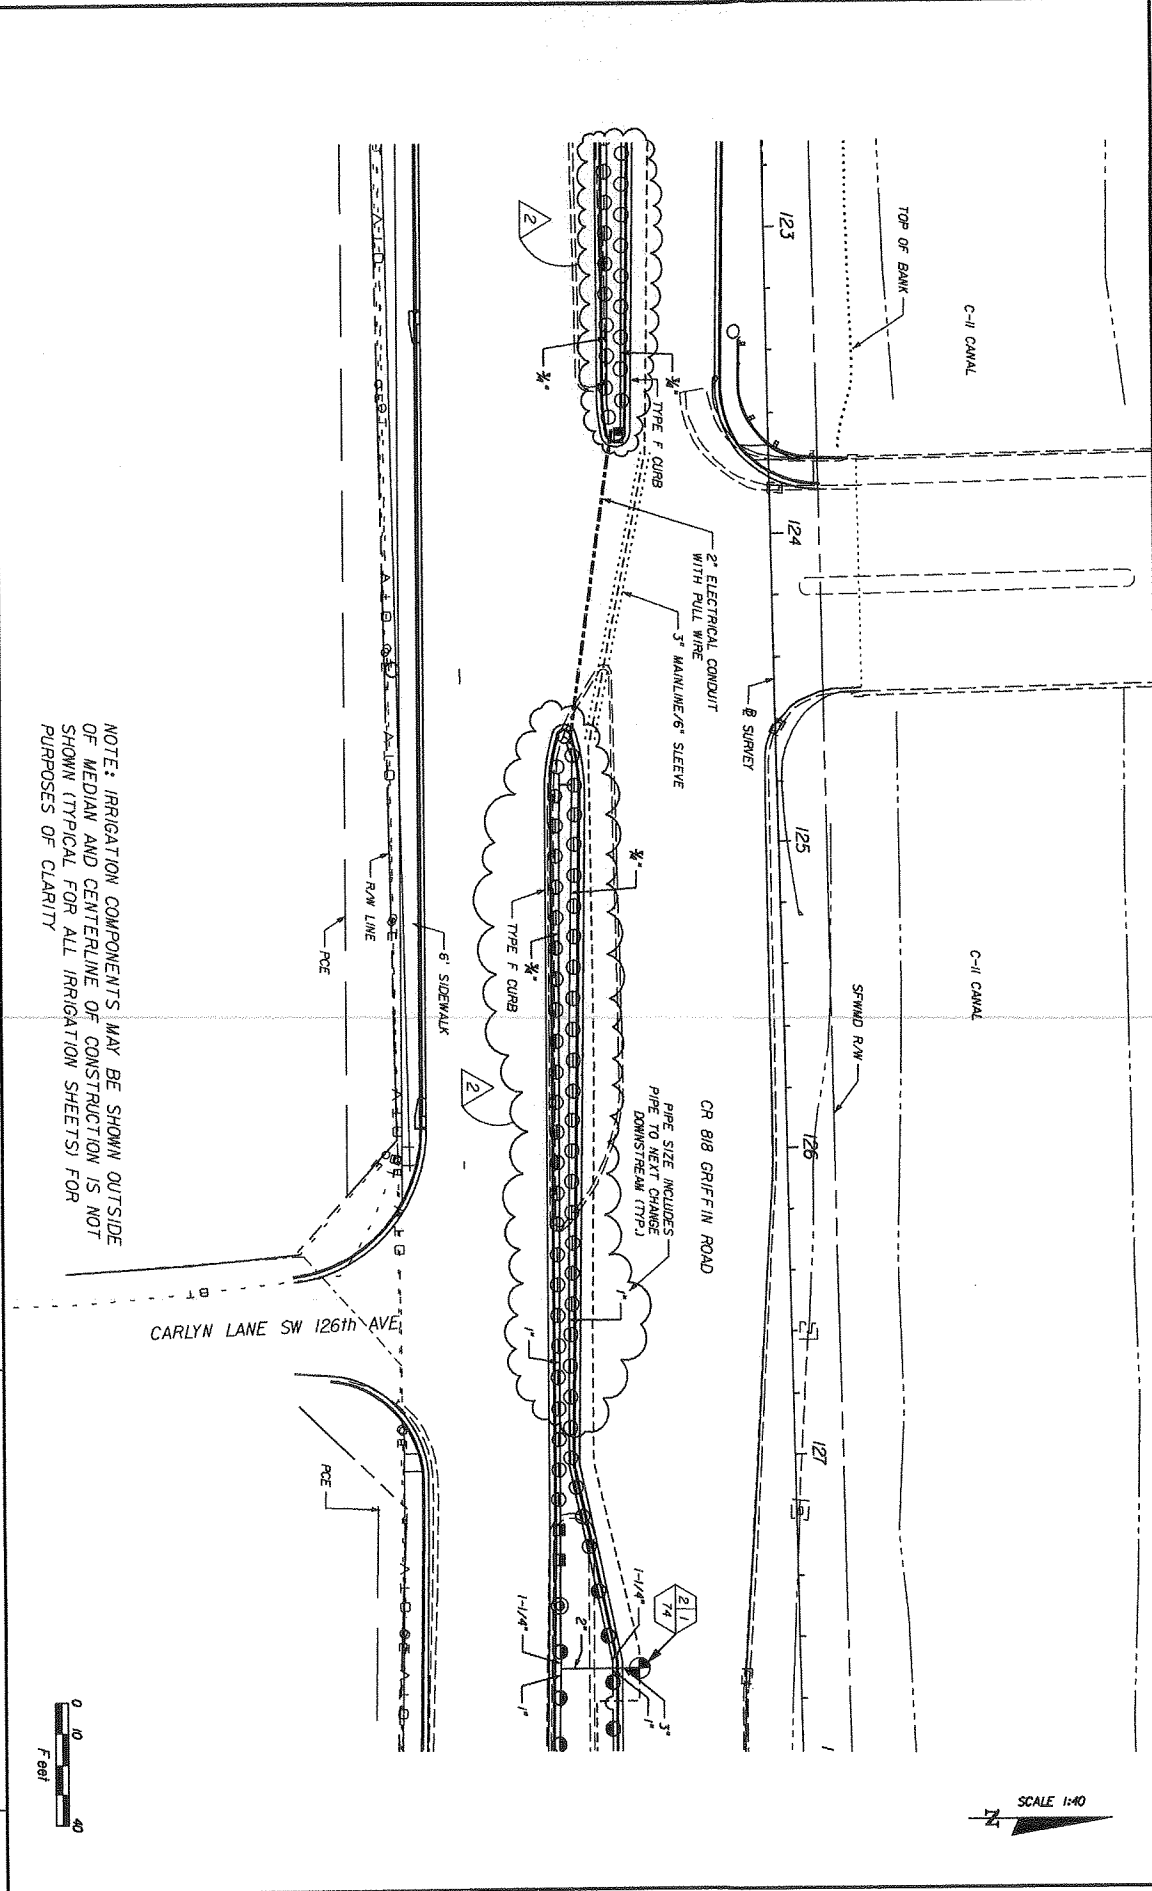 C-11 CANAL
C-11 CANAL
TOP OF BANK
SFWMD R/W
123
124
125
126
127
1
℄ SURVEY
CR 818 GRIFFIN ROAD
PIPE SIZE INCLUDES
PIPE TO NEXT CHANGE
DOWNSTREAM (TYP.)
2" ELECTRICAL CONDUIT
WITH PULL WIRE
3" MAINLINE/6" SLEEVE
TYPE F CURB
3/4"
3/4"
2
3/4"
3/4"
TYPE F CURB
2
1"
1"
2 1
74
1-1/4"
1-1/4"
2"
3"
1"
1"
6' SIDEWALK
R/W LINE
PCE
PCE
BT
CARLYN LANE SW 126th AVE
NOTE: IRRIGATION COMPONENTS MAY BE SHOWN OUTSIDE
OF MEDIAN AND CENTERLINE OF CONSTRUCTION IS NOT
SHOWN (TYPICAL FOR ALL IRRIGATION SHEETS) FOR
PURPOSES OF CLARITY
0 10 40
Feet
SCALE 1:40
N